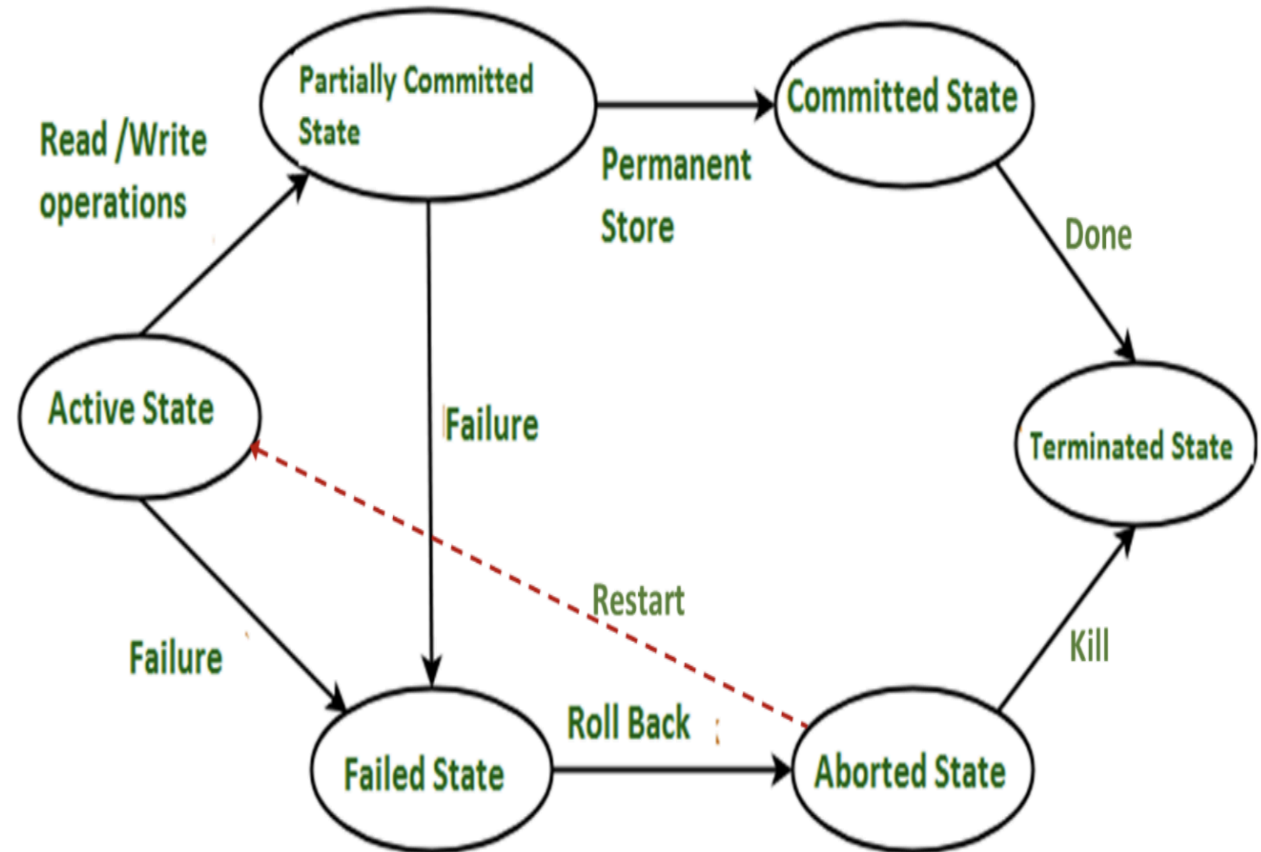 Partially Committed
State
Committed State
Read /Write
operations
Permanent
Store
Done
Active State
Failure
Terminated State
Restart
Failure
Kill
Roll Back
Failed State
Aborted State